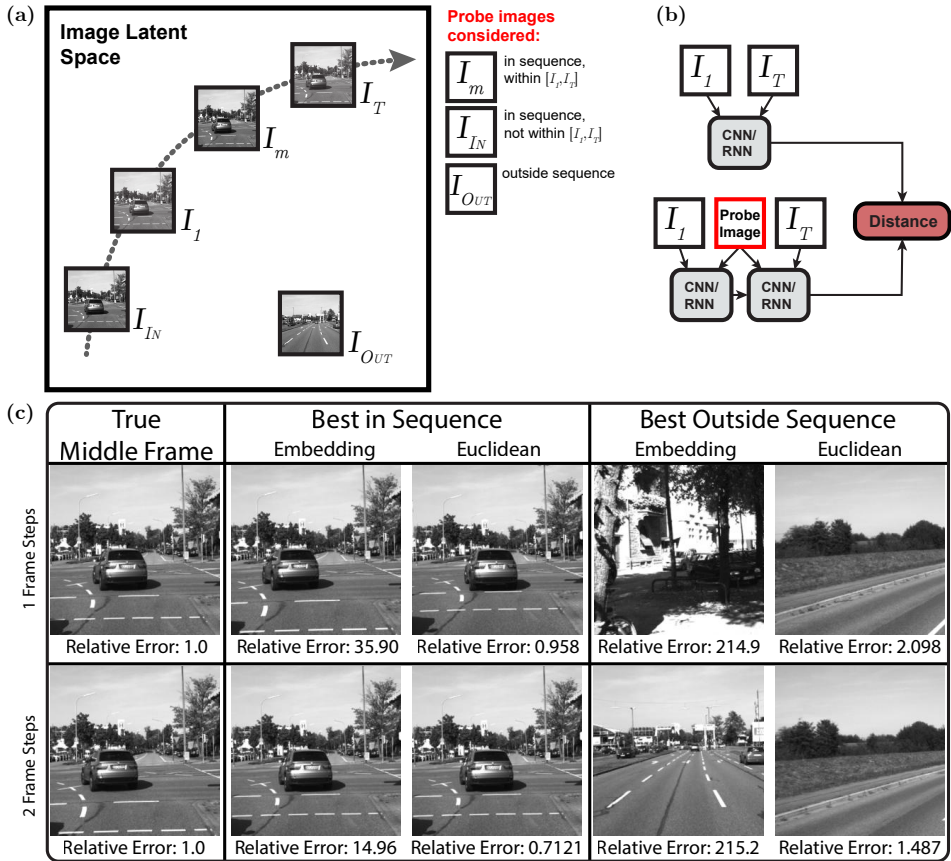 (a)
Image Latent
Space
I_T
I_m
I_1
I_IN
I_OUT
Probe images
considered:
I_m
in sequence,
within [I_1,I_T]
I_IN
in sequence,
not within [I_1,I_T]
I_OUT
outside sequence
(b)
I_1
I_T
CNN/
RNN
Distance
I_1
Probe
Image
I_T
CNN/
RNN
CNN/
RNN
(c)
True
Middle Frame
Best in Sequence
Embedding
Euclidean
Best Outside Sequence
Embedding
Euclidean
1 Frame Steps
Relative Error: 1.0
Relative Error: 35.90
Relative Error: 0.958
Relative Error: 214.9
Relative Error: 2.098
2 Frame Steps
Relative Error: 1.0
Relative Error: 14.96
Relative Error: 0.7121
Relative Error: 215.2
Relative Error: 1.487